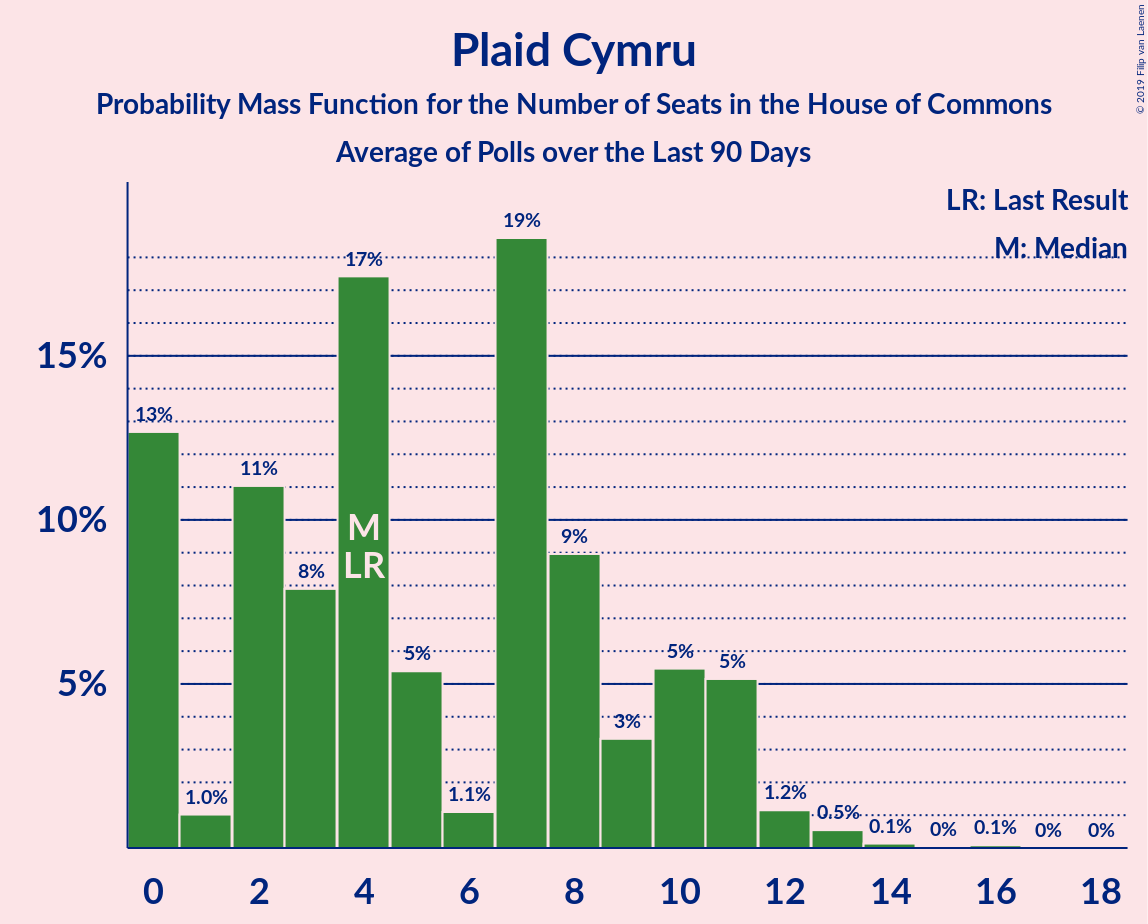 Plaid Cymru
Probability Mass Function for the Number of Seats in the House of Commons
Average of Polls over the Last 90 Days
© 2019 Filip van Laenen
LR: Last Result
M: Median
19%
17%
15%
13%
11%
10%
M
9%
LR
8%
5%
5%
5%
5%
3%
1.0%
1.1%
1.2%
0.5%
0.1%
0%
0.1%
0%
0%
0 2 4 6 8 10 12 14 16 18